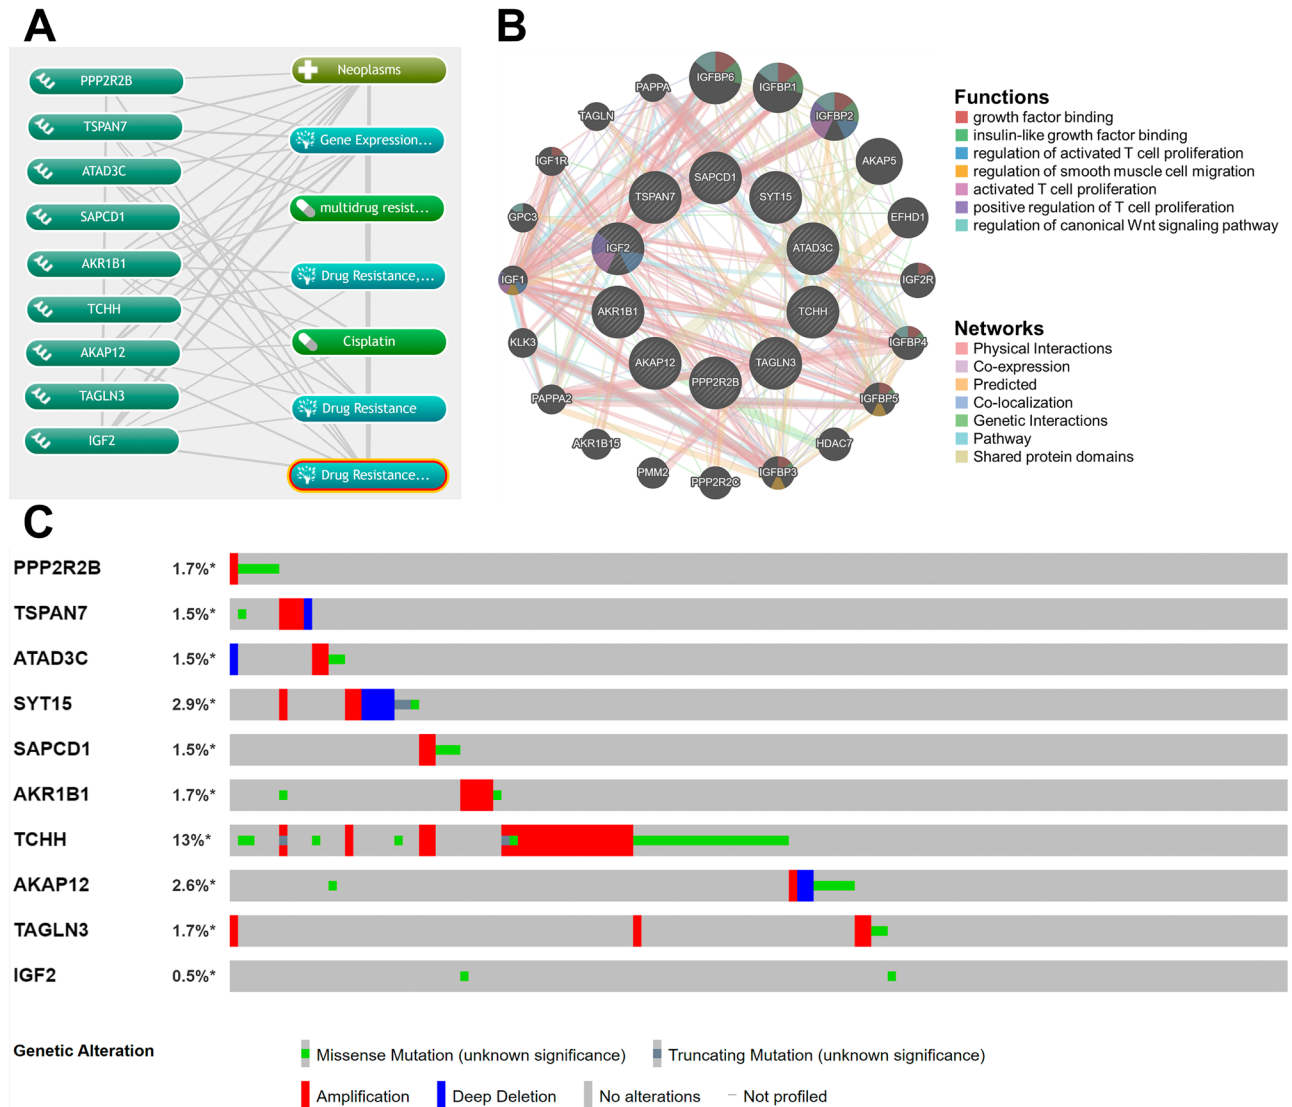 A
PPP2R2B
TSPAN7
ATAD3C
SAPCD1
AKR1B1
TCHH
AKAP12
TAGLN3
IGF2
Neoplasms
Gene Expression...
multidrug resist...
Drug Resistance,...
Cisplatin
Drug Resistance
Drug Resistance...
B
IGFBP6
IGFBP1
IGFBP2
PAPPA
TAGLN
IGF1R
GPC3
IGF1
KLK3
PAPPA2
AKR1B15
PMM2
PPP2R2C
IGFBP3
HDAC7
IGFBP5
IGFBP4
IGF2R
EFHD1
AKAP5
SAPCD1
SYT15
ATAD3C
TCHH
TAGLN3
PPP2R2B
AKAP12
AKR1B1
IGF2
TSPAN7
Functions
growth factor binding
insulin-like growth factor binding
regulation of activated T cell proliferation
regulation of smooth muscle cell migration
activated T cell proliferation
positive regulation of T cell proliferation
regulation of canonical Wnt signaling pathway
Networks
Physical Interactions
Co-expression
Predicted
Co-localization
Genetic Interactions
Pathway
Shared protein domains
C
PPP2R2B 1.7%*
TSPAN7 1.5%*
ATAD3C 1.5%*
SYT15 2.9%*
SAPCD1 1.5%*
AKR1B1 1.7%*
TCHH 13%*
AKAP12 2.6%*
TAGLN3 1.7%*
IGF2 0.5%*
Genetic Alteration
Missense Mutation (unknown significance) Truncating Mutation (unknown significance)
Amplification Deep Deletion No alterations Not profiled